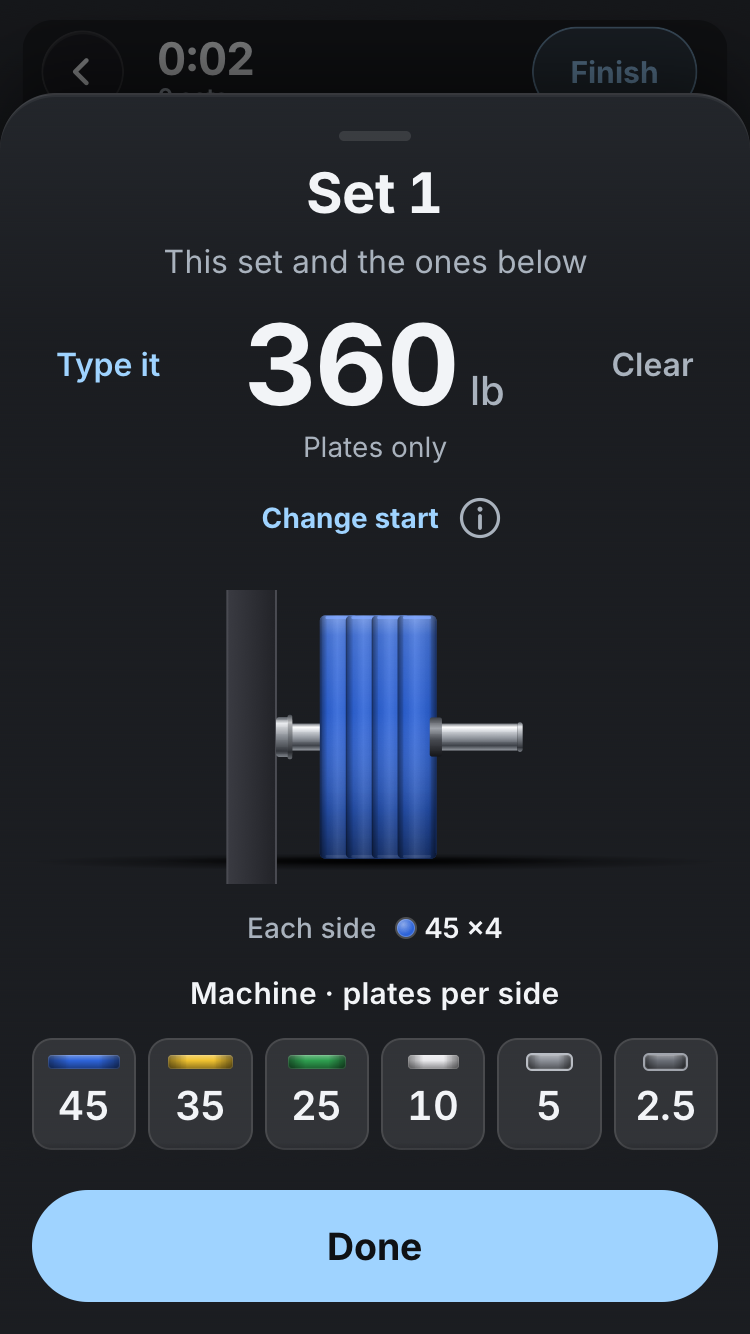 0:02
Finish
Set 1
This set and the ones below
Type it
360 lb
Clear
Plates only
Change start
Each side 45 ×4
Machine · plates per side
45
35
25
10
5
2.5
Done